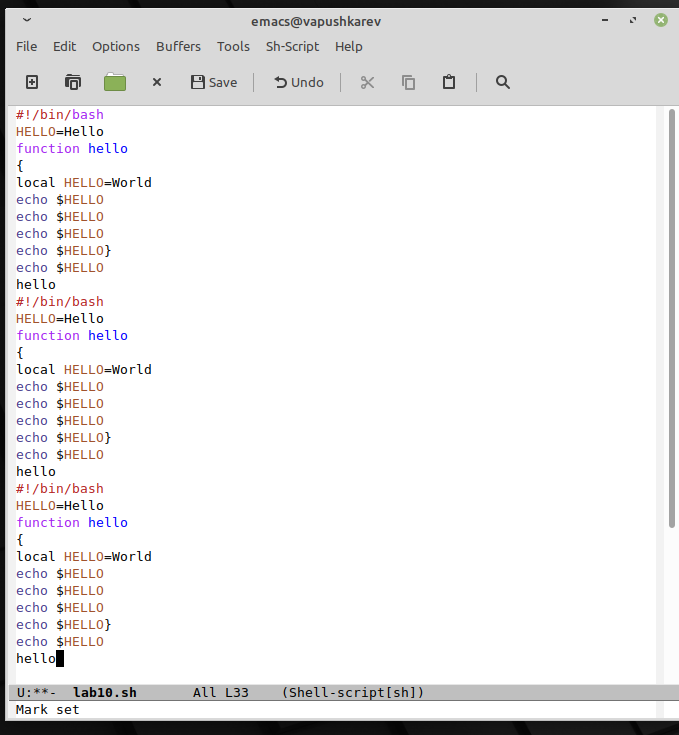 emacs@vapushkarev
File Edit Options Buffers Tools Sh-Script Help
Save Undo
#!/bin/bash
HELLO=Hello
function hello
{
local HELLO=World
echo $HELLO
echo $HELLO
echo $HELLO
echo $HELLO}
echo $HELLO
hello
#!/bin/bash
HELLO=Hello
function hello
{
local HELLO=World
echo $HELLO
echo $HELLO
echo $HELLO
echo $HELLO}
echo $HELLO
hello
#!/bin/bash
HELLO=Hello
function hello
{
local HELLO=World
echo $HELLO
echo $HELLO
echo $HELLO
echo $HELLO}
echo $HELLO
hello
U:**- lab10.sh All L33 (Shell-script[sh])
Mark set